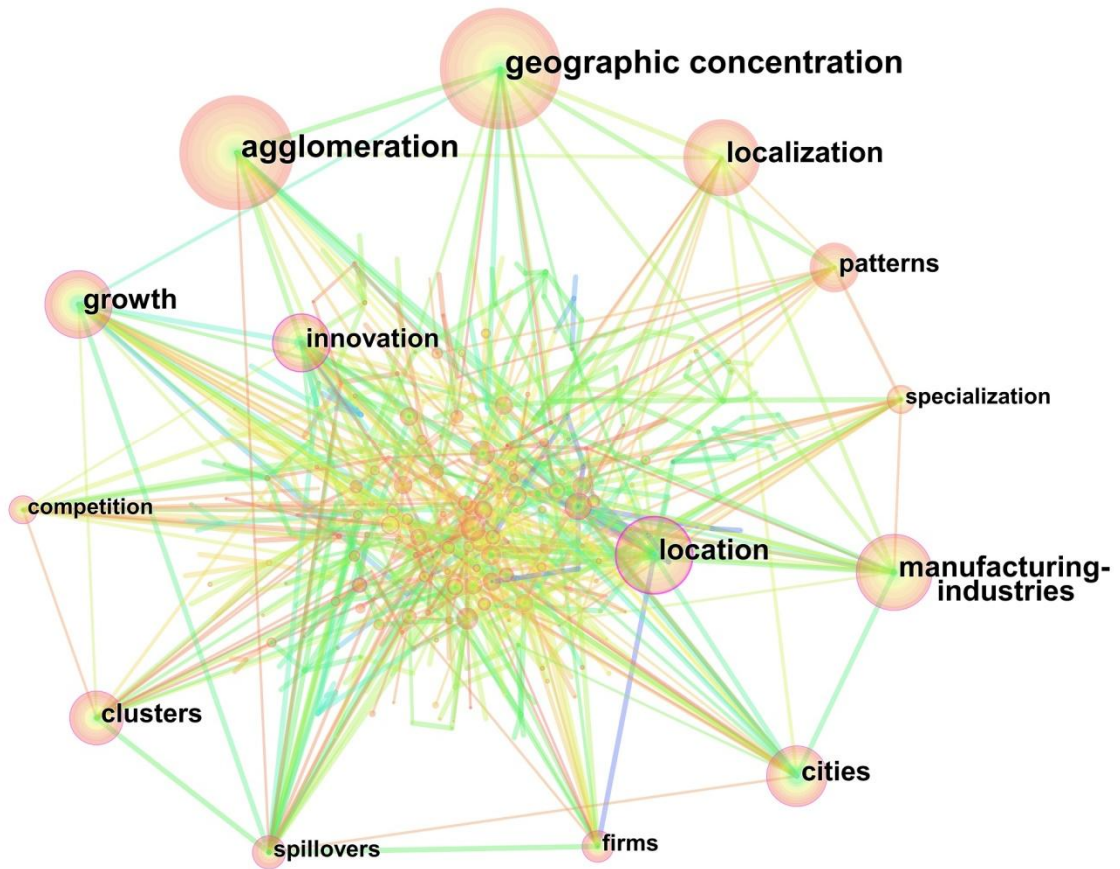 geographic concentration
agglomeration
localization
patterns
growth
innovation
specialization
competition
location
manufacturing-
industries
clusters
cities
spillovers
firms